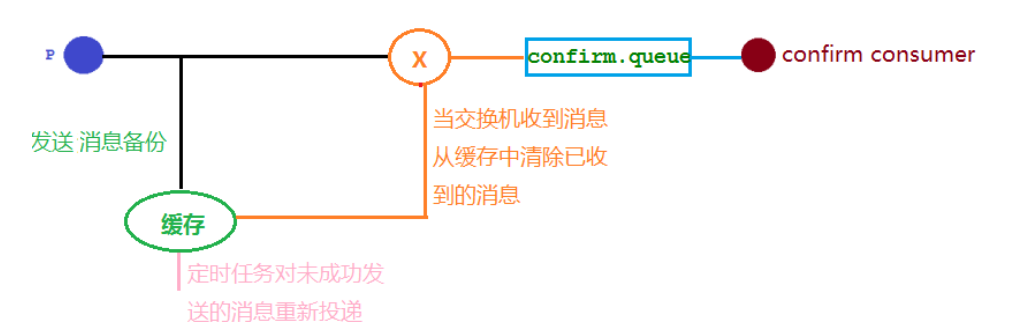 P
X
confirm.queue
confirm consumer
发送 消息备份
当交换机收到消息
从缓存中清除已收
到的消息
缓存
定时任务对未成功发
送的消息重新投递